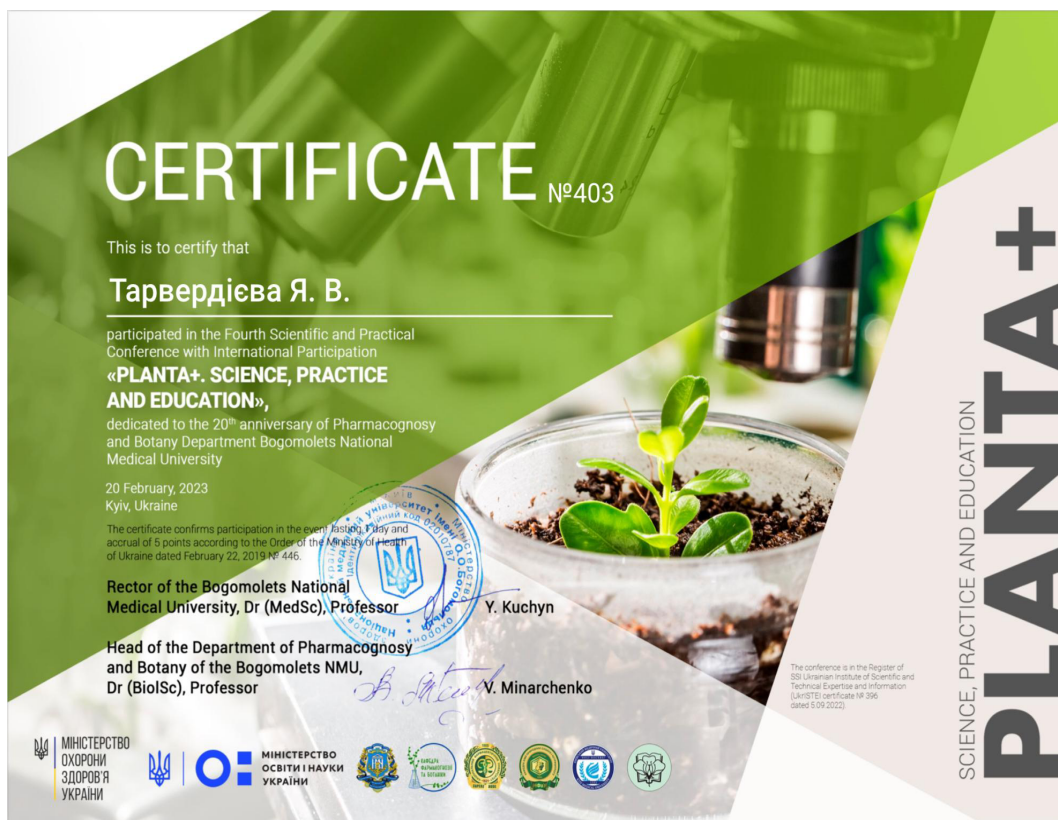 CERTIFICATE №403
This is to certify that
Тарвердієва Я. В.
participated in the Fourth Scientific and Practical
Conference with International Participation
«PLANTA+. SCIENCE, PRACTICE
AND EDUCATION»,
dedicated to the 20th anniversary of Pharmacognosy
and Botany Department Bogomolets National
Medical University
20 February, 2023
Kyiv, Ukraine
The certificate confirms participation in the event lasting 1 day and
accrual of 5 points according to the Order of the Ministry of Health
of Ukraine dated February 22, 2019 № 446.
Rector of the Bogomolets National
Medical University, Dr (MedSc), Professor Y. Kuchyn
Head of the Department of Pharmacognosy
and Botany of the Bogomolets NMU,
Dr (BiolSc), Professor V. Minarchenko
The conference is in the Register of
SSI Ukrainian Institute of Scientific and
Technical Expertise and Information
(UkrISTEI certificate № 396
dated 5.09.2022).
SCIENCE, PRACTICE AND EDUCATION
PLANTA+
МІНІСТЕРСТВО
ОХОРОНИ
ЗДОРОВ'Я
УКРАЇНИ
МІНІСТЕРСТВО
ОСВІТИ І НАУКИ
УКРАЇНИ
КАФЕДРА
ФАРМАКОГНОЗІЇ
ТА БОТАНІКИ